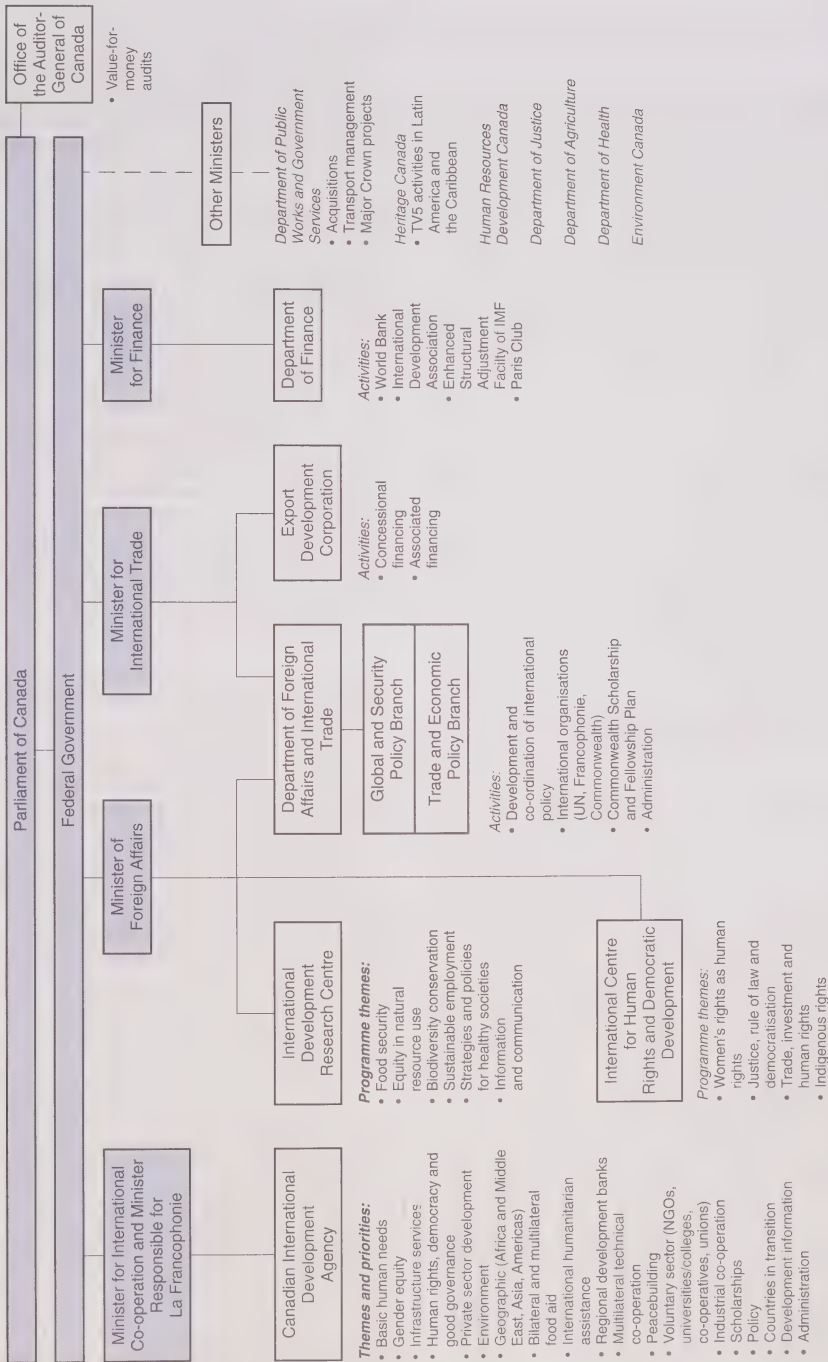 Parliament of Canada
Federal Government
Office of
the Auditor-
General of
Canada
• Value-for-
money
audits
Minister for International
Co-operation and Minister
Responsible for
La Francophonie
Canadian International
Development
Agency
Themes and priorities:
• Basic human needs
• Gender equity
• Infrastructure services
• Human rights, democracy and
good governance
• Private sector development
• Environment
• Geographic (Africa and Middle
East, Asia, Americas)
• Bilateral and multilateral
food aid
• International humanitarian
assistance
• Regional development banks
• Multilateral technical
co-operation
• Peacebuilding
• Voluntary sector (NGOs,
universities/colleges,
co-operatives, unions)
• Industrial co-operation
• Scholarships
• Policy
• Countries in transition
• Development information
• Administration
Minister of
Foreign Affairs
International
Development
Research Centre
Programme themes:
• Food security
• Equity in natural
resource use
• Biodiversity conservation
• Sustainable employment
• Strategies and policies
for healthy societies
• Information
and communication
International Centre
for Human
Rights and Democratic
Development
Programme themes:
• Women's rights as human
rights
• Justice, rule of law and
democratisation
• Trade, investment and
human rights
• Indigenous rights
Minister for
International Trade
Department of Foreign
Affairs and International
Trade
Global and Security
Policy Branch
Trade and Economic
Policy Branch
Activities:
• Development and
co-ordination of international
policy
• International organisations
(UN, Francophonie,
Commonwealth)
• Commonwealth Scholarship
and Fellowship Plan
• Administration
Export
Development
Corporation
Activities:
• Concessional
financing
• Associated
financing
Minister
for Finance
Department
of Finance
Activities:
• World Bank
• International
Development
Association
• Enhanced
Structural
Adjustment
Facilty of IMF
• Paris Club
Other Ministers
Department of Public
Works and Government
Services
• Acquisitions
• Transport management
• Major Crown projects
Heritage Canada
• TV5 activities in Latin
America and
the Caribbean
Human Resources
Development Canada
Department of Justice
Department of Agriculture
Department of Health
Environment Canada